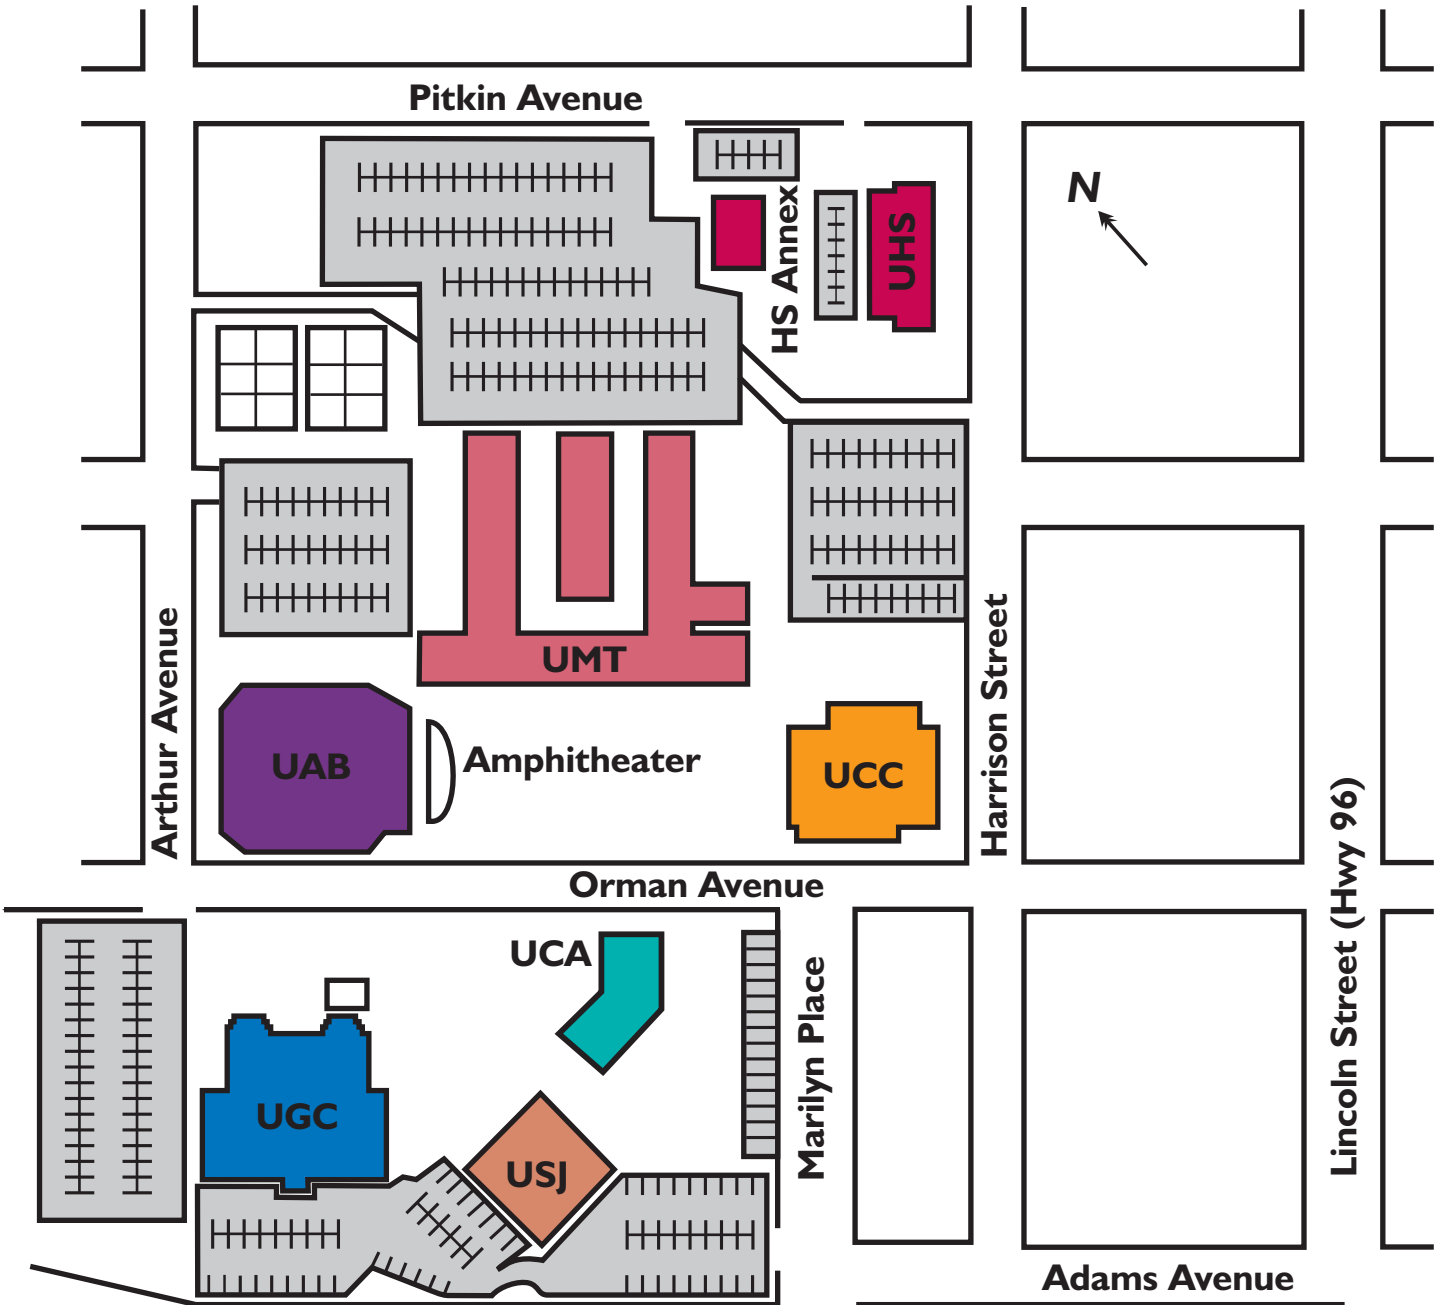 Pitkin Avenue
N
HS Annex
UHS
Arthur Avenue
UMT
Harrison Street
UAB
Amphitheater
UCC
Lincoln Street (Hwy 96)
Orman Avenue
UCA
Marilyn Place
UGC
USJ
Adams Avenue